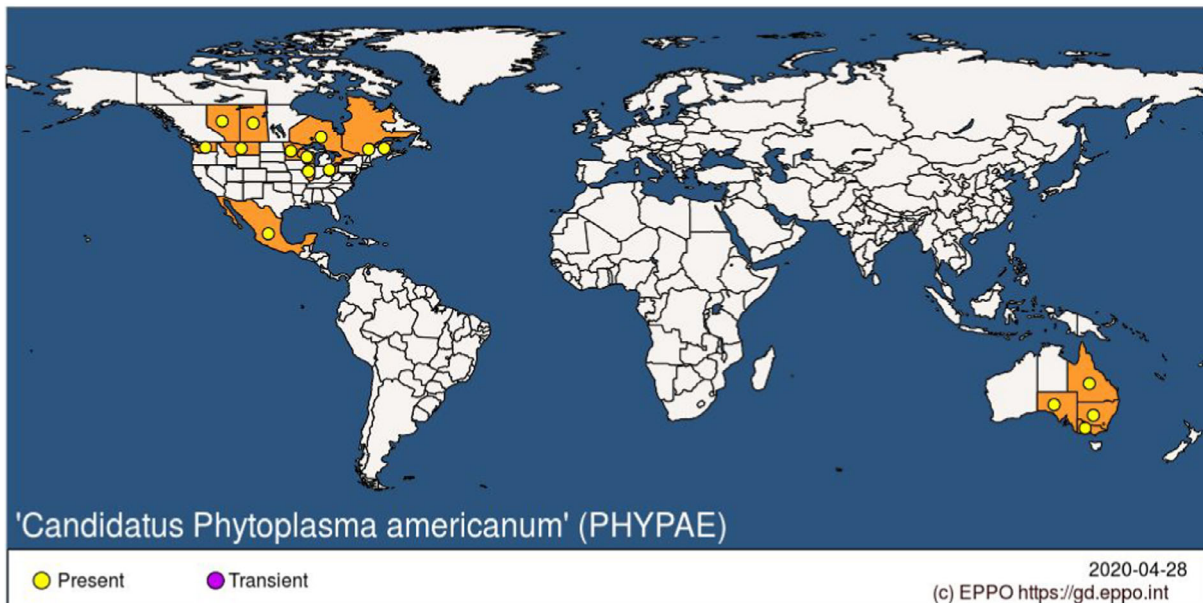 'Candidatus Phytoplasma americanum' (PHYPAE)
Present
Transient
2020-04-28
(c) EPPO https://gd.eppo.int